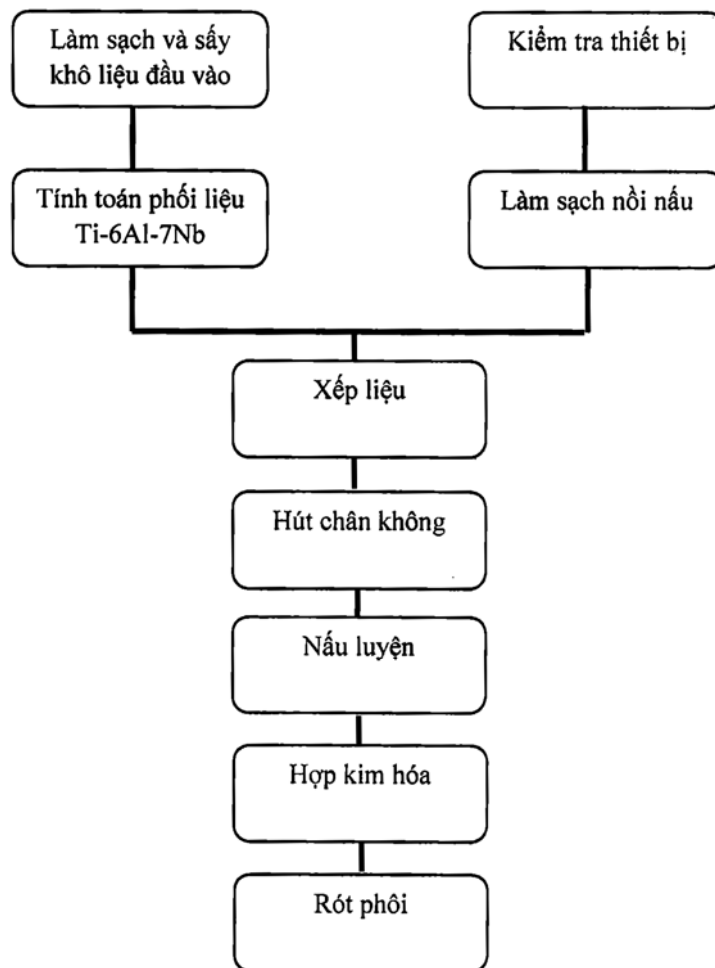 Làm sạch và sấy
khô liệu đầu vào
Kiểm tra thiết bị
Tính toán phối liệu
Ti-6Al-7Nb
Làm sạch nồi nấu
Xếp liệu
Hút chân không
Nấu luyện
Hợp kim hóa
Rót phôi